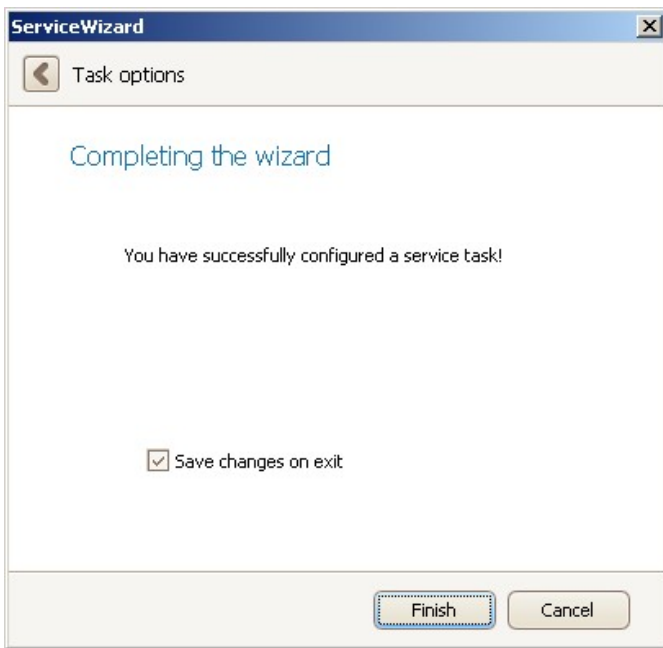 ServiceWizard
Task options
Completing the wizard
You have successfully configured a service task!
Save changes on exit
Finish Cancel